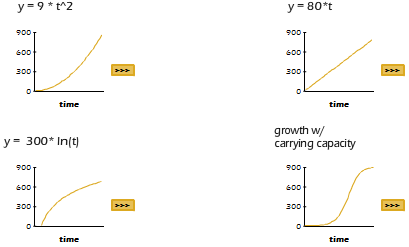 y = 9 * t^2
900
600
300
0
time
>>>
y = 80*t
900
600
300
0
time
>>>
y =  300* ln(t)
900
600
300
0
time
>>>
growth w/
carrying capacity
900
600
300
0
time
>>>